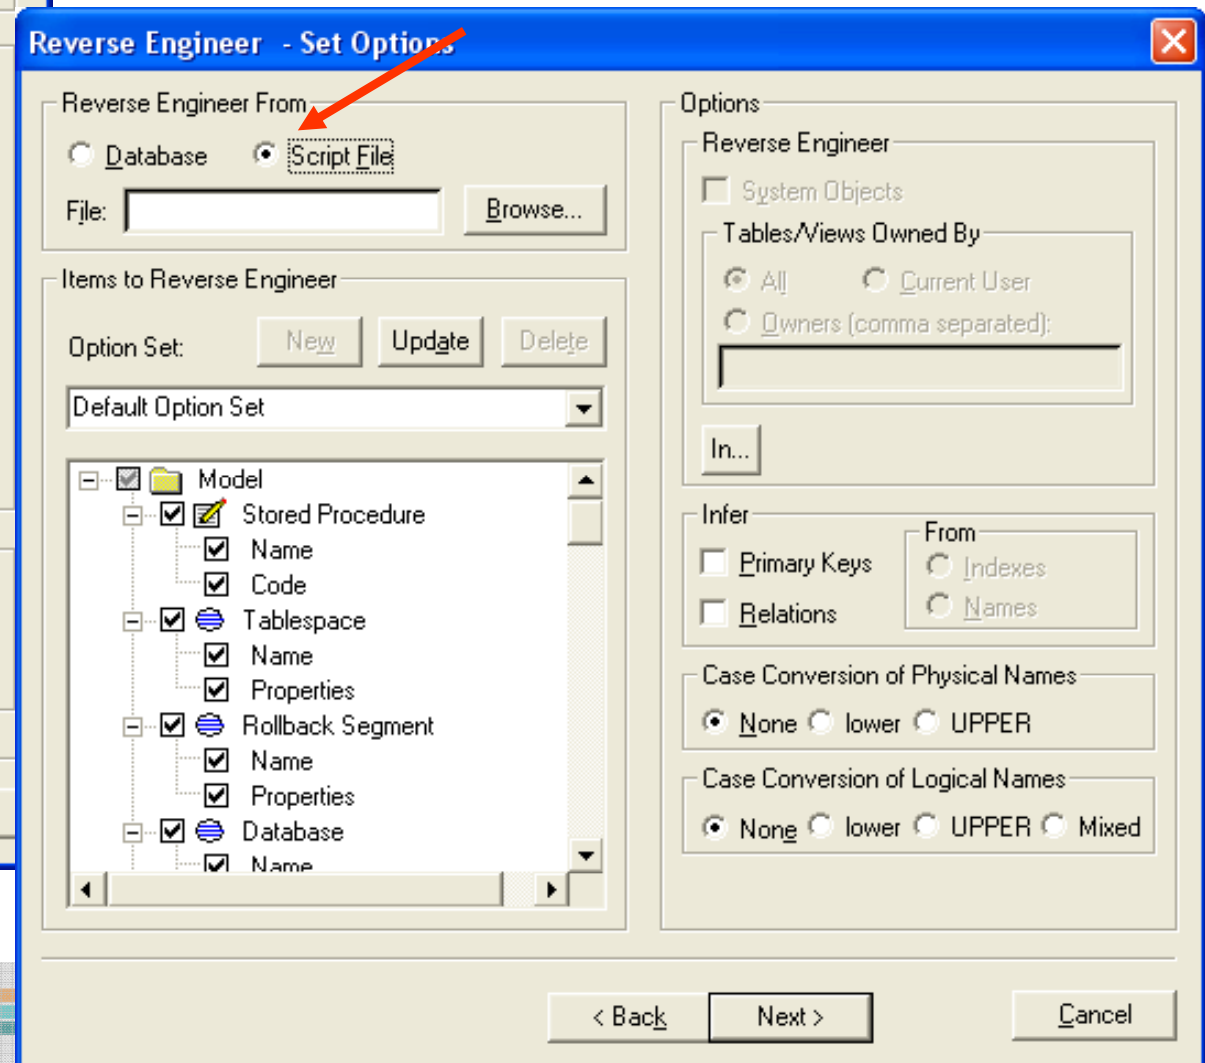 Reverse Engineer - Set Options
Reverse Engineer From
Database Script File
File: Browse...
Items to Reverse Engineer
Option Set: New Update Delete
Default Option Set
Model
Stored Procedure
Name
Code
Tablespace
Name
Properties
Rollback Segment
Name
Properties
Database
Name
Options
Reverse Engineer
System Objects
Tables/Views Owned By
All Current User
Owners (comma separated):
In...
Infer
From
Primary Keys Indexes
Relations Names
Case Conversion of Physical Names
None lower UPPER
Case Conversion of Logical Names
None lower UPPER Mixed
< Back Next > Cancel